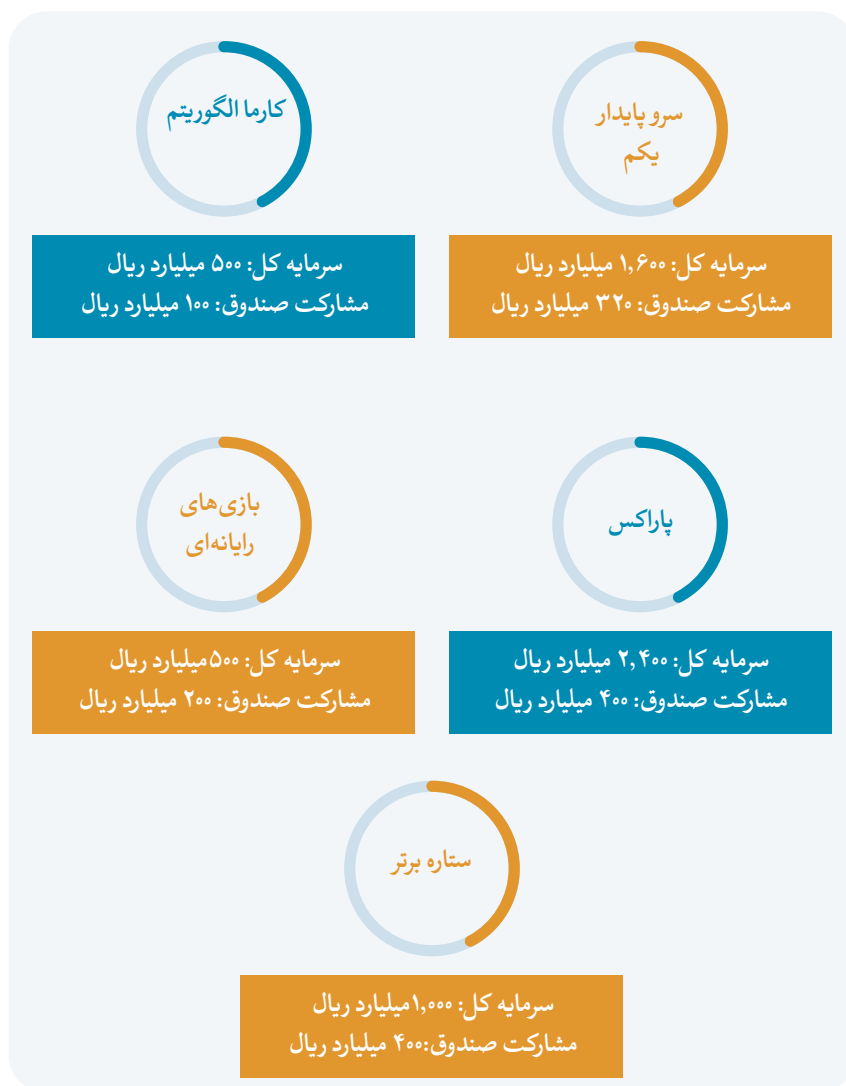 سرو پایدار
یکم
سرمایه کل: ۱,۶۰۰ میلیارد ریال
مشارکت صندوق: ۳۲۰ میلیارد ریال
کارما الگوریتم
سرمایه کل: ۵۰۰ میلیارد ریال
مشارکت صندوق: ۱۰۰ میلیارد ریال
پاراکس
سرمایه کل: ۲,۴۰۰ میلیارد ریال
مشارکت صندوق: ۴۰۰ میلیارد ریال
بازی‌های
رایانه‌ای
سرمایه کل: ۵۰۰میلیارد ریال
مشارکت صندوق: ۲۰۰ میلیارد ریال
ستاره برتر
سرمایه کل: ۱,۰۰۰میلیارد ریال
مشارکت صندوق:۴۰۰ میلیارد ریال